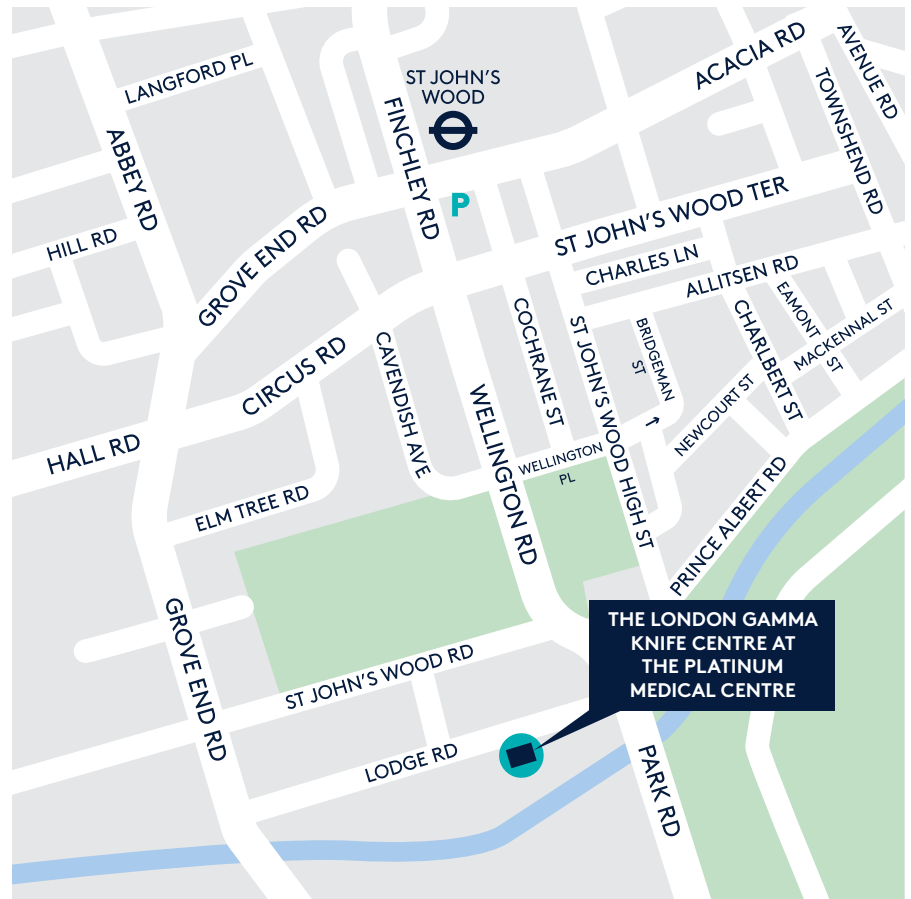 ACACIA RD
AVENUE RD
LANGFORD PL
ST JOHN'S
WOOD
TOWNSHEND RD
FINCHLEY RD
ABBEY RD
P
ST JOHN'S WOOD TER
HILL RD
GROVE END RD
CHARLES LN
ALLITSEN RD
EAMONT
ST
COCHRANE ST
ST JOHN'S WOOD HIGH ST
BRIDGEMAN
ST
CHARLBERT ST
MACKENNAL ST
CIRCUS RD
CAVENDISH AVE
NEWCOURT ST
WELLINGTON RD
HALL RD
WELLINGTON
PL
PRINCE ALBERT RD
ELM TREE RD
GROVE END RD
THE LONDON GAMMA
KNIFE CENTRE AT
THE PLATINUM
MEDICAL CENTRE
ST JOHN'S WOOD RD
LODGE RD
PARK RD